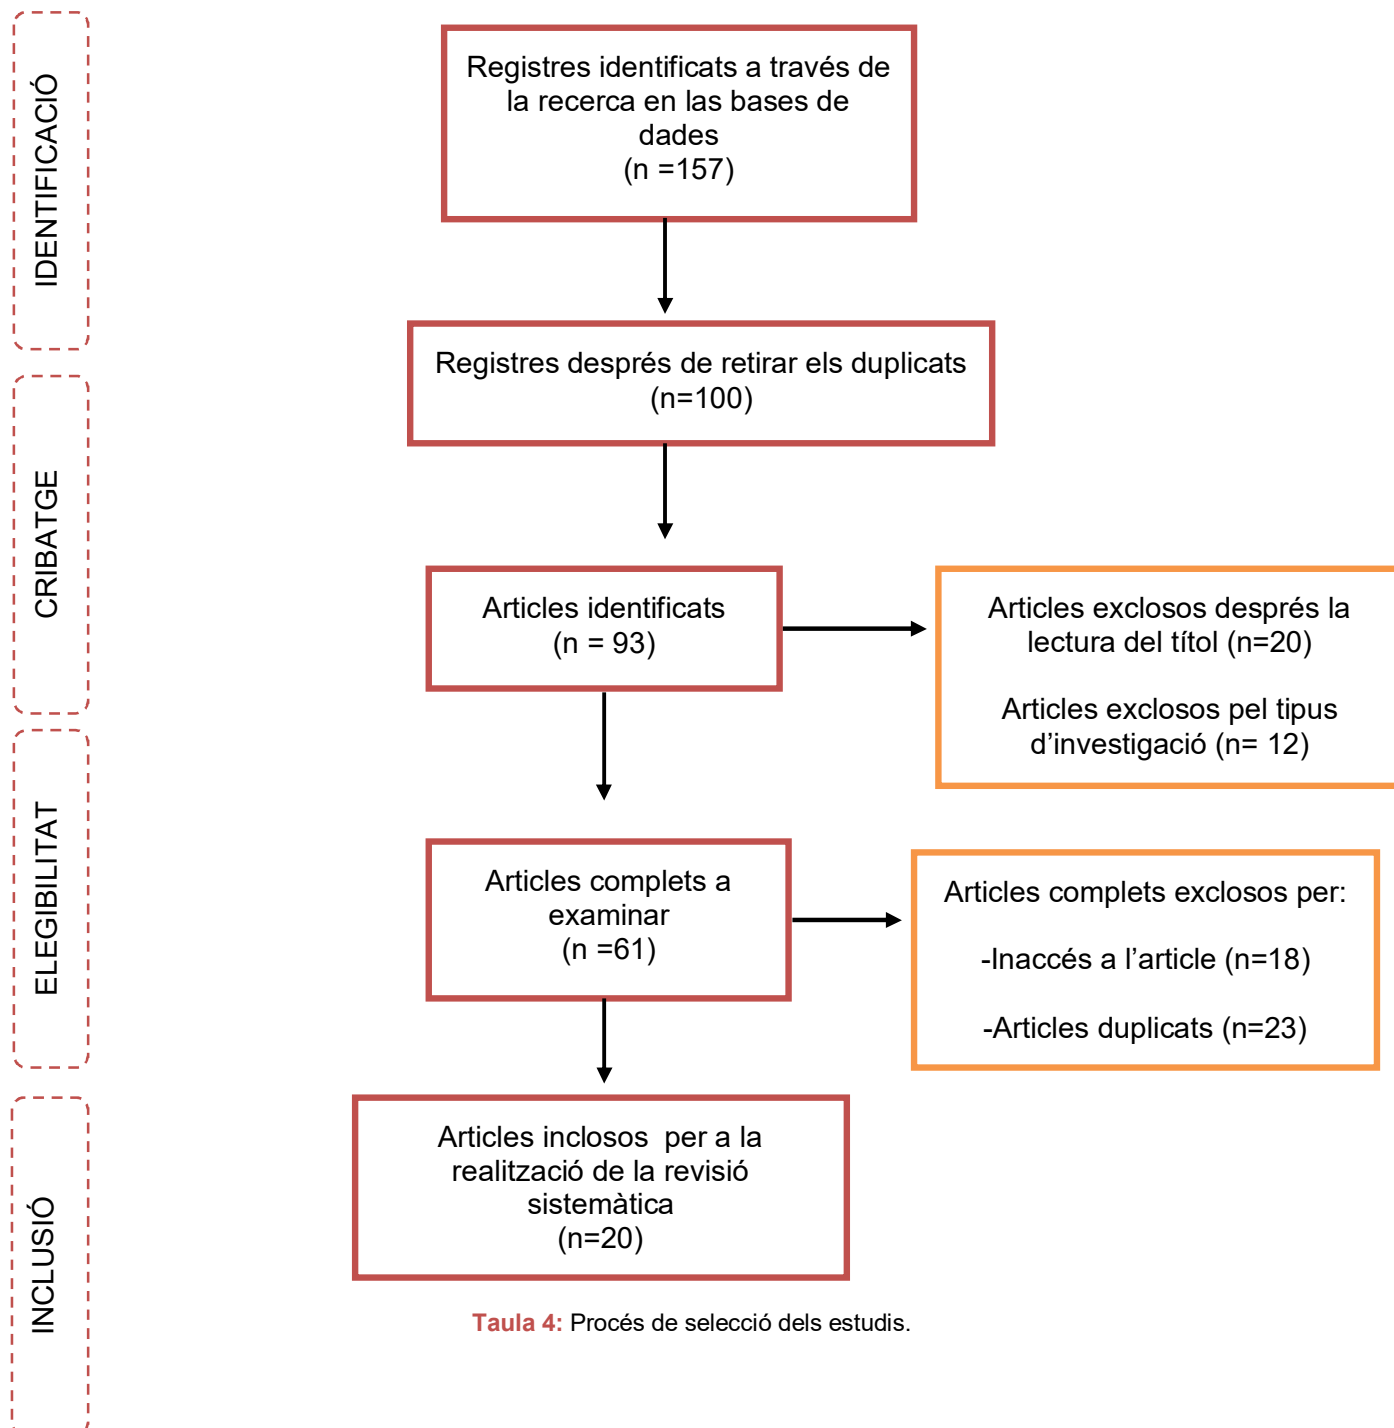 IDENTIFICACIÓ
Registres identificats a través de
la recerca en las bases de
dades
(n =157)
Registres després de retirar els duplicats
(n=100)
CRIBATGE
Articles identificats
(n = 93)
Articles exclosos després la
lectura del títol (n=20)
Articles exclosos pel tipus
d’investigació (n= 12)
ELEGIBILITAT
Articles complets a
examinar
(n =61)
Articles complets exclosos per:
-Inaccés a l’article (n=18)
-Articles duplicats (n=23)
INCLUSIÓ
Articles inclosos  per a la
realització de la revisió
sistemàtica
(n=20)
Taula 4: Procés de selecció dels estudis.